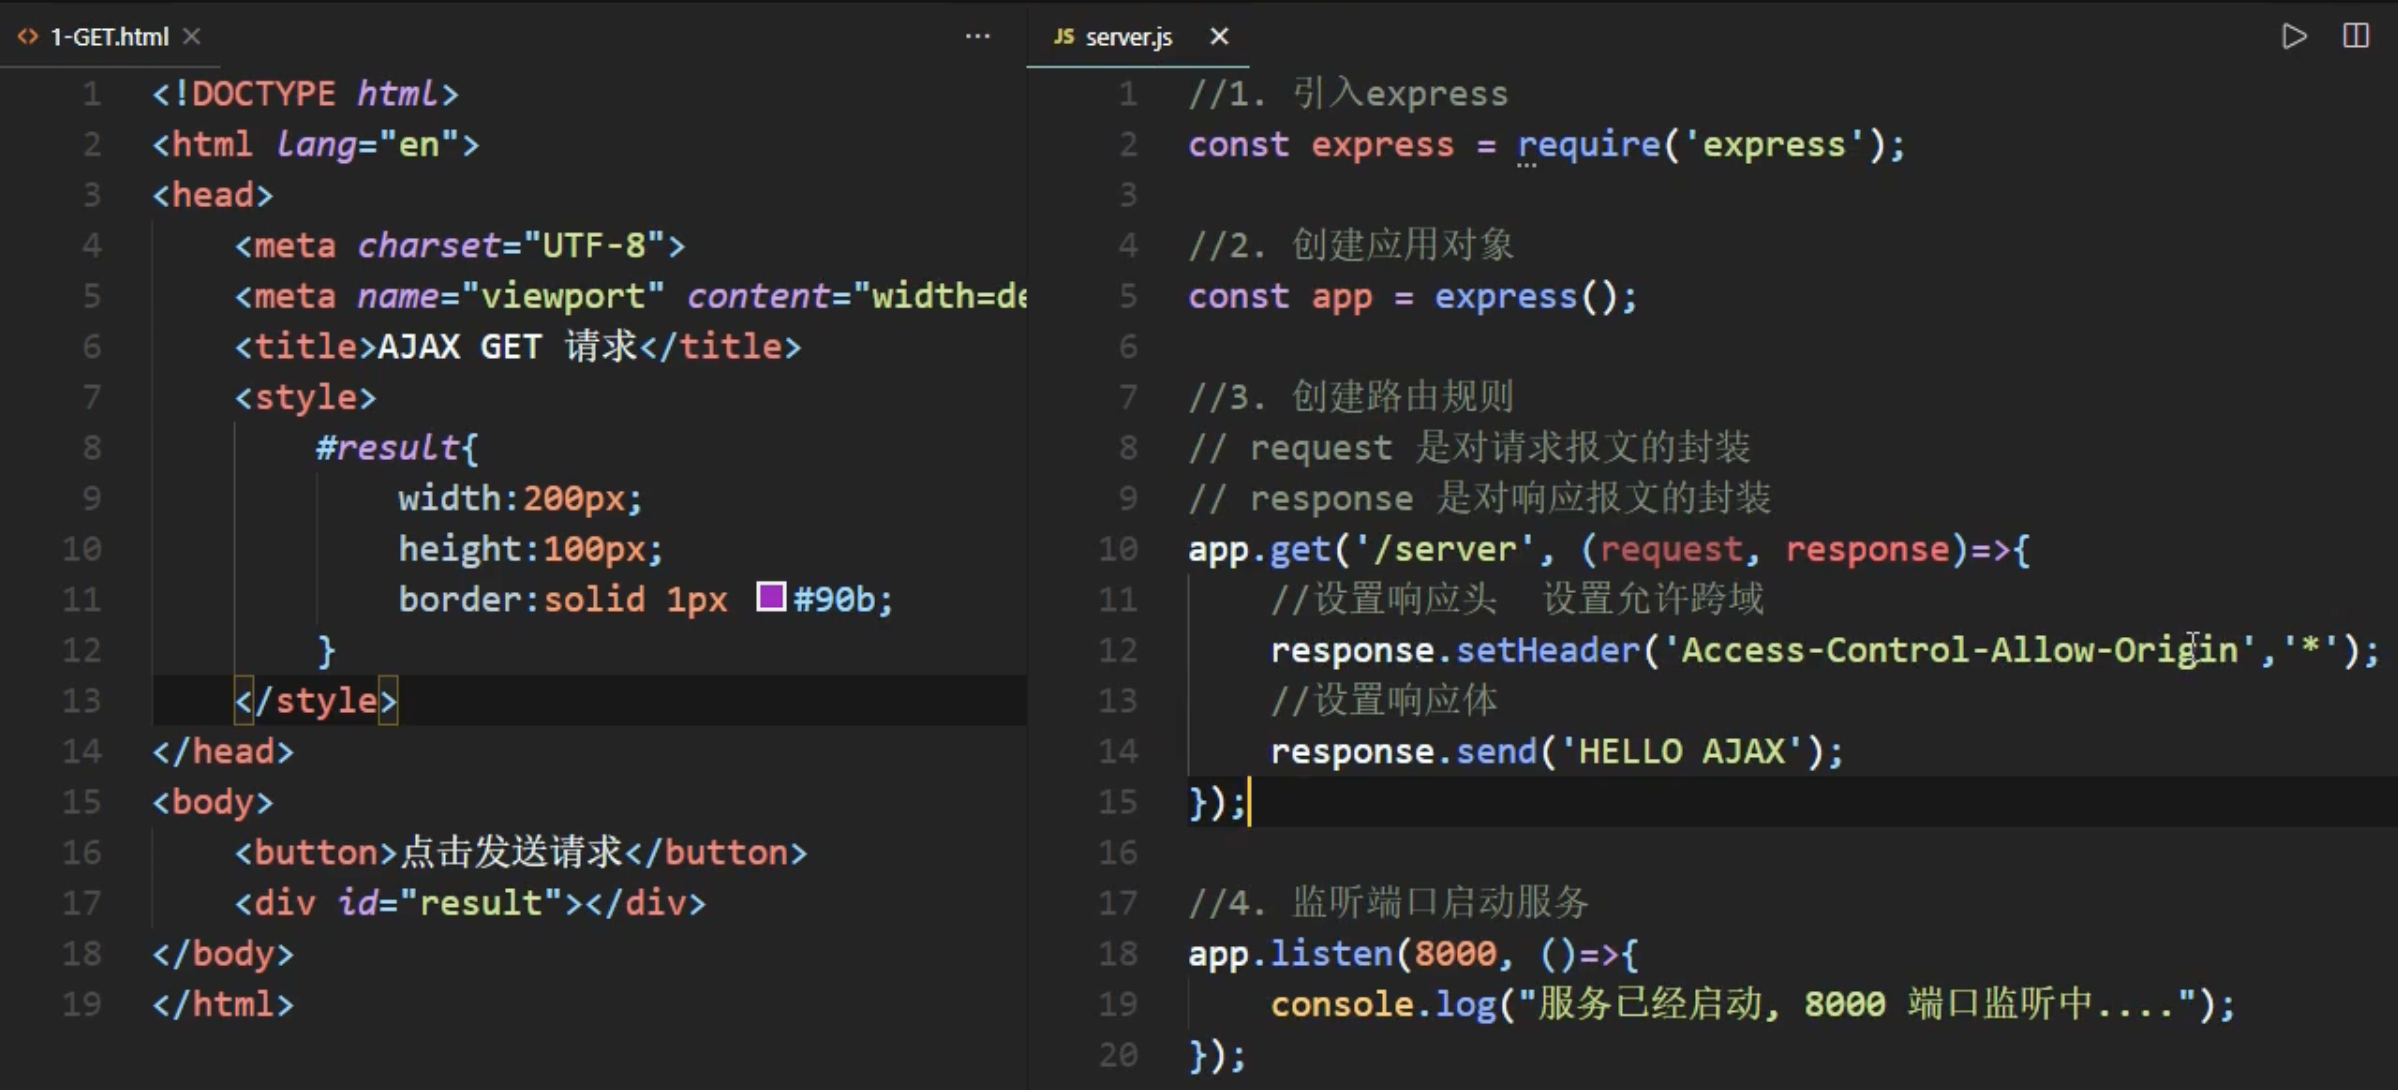 1-GET.html
1 <!DOCTYPE html>
2 <html lang="en">
3 <head>
4 <meta charset="UTF-8">
5 <meta name="viewport" content="width=de
6 <title>AJAX GET 请求</title>
7 <style>
8 #result{
9 width:200px;
10 height:100px;
11 border:solid 1px #90b;
12 }
13 </style>
14 </head>
15 <body>
16 <button>点击发送请求</button>
17 <div id="result"></div>
18 </body>
19 </html>
JS server.js
1 //1. 引入express
2 const express = require('express');
3
4 //2. 创建应用对象
5 const app = express();
6
7 //3. 创建路由规则
8 // request 是对请求报文的封装
9 // response 是对响应报文的封装
10 app.get('/server', (request, response)=>{
11 //设置响应头 设置允许跨域
12 response.setHeader('Access-Control-Allow-Origin','*');
13 //设置响应体
14 response.send('HELLO AJAX');
15 });
16
17 //4. 监听端口启动服务
18 app.listen(8000, ()=>{
19 console.log("服务已经启动, 8000 端口监听中....");
20 });